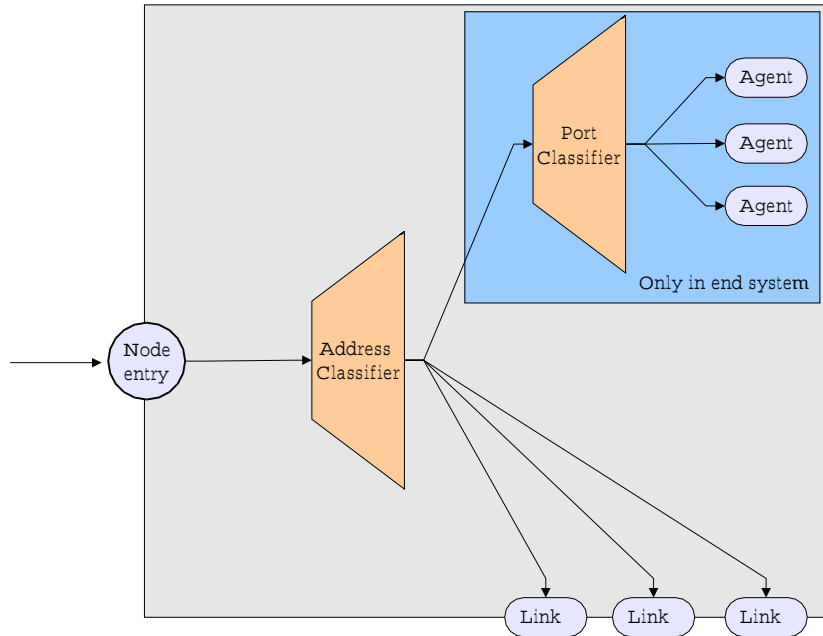 Agent
Port
Classifier
Agent
Agent
Only in end system
Node
entry
Address
Classifier
Link
Link
Link